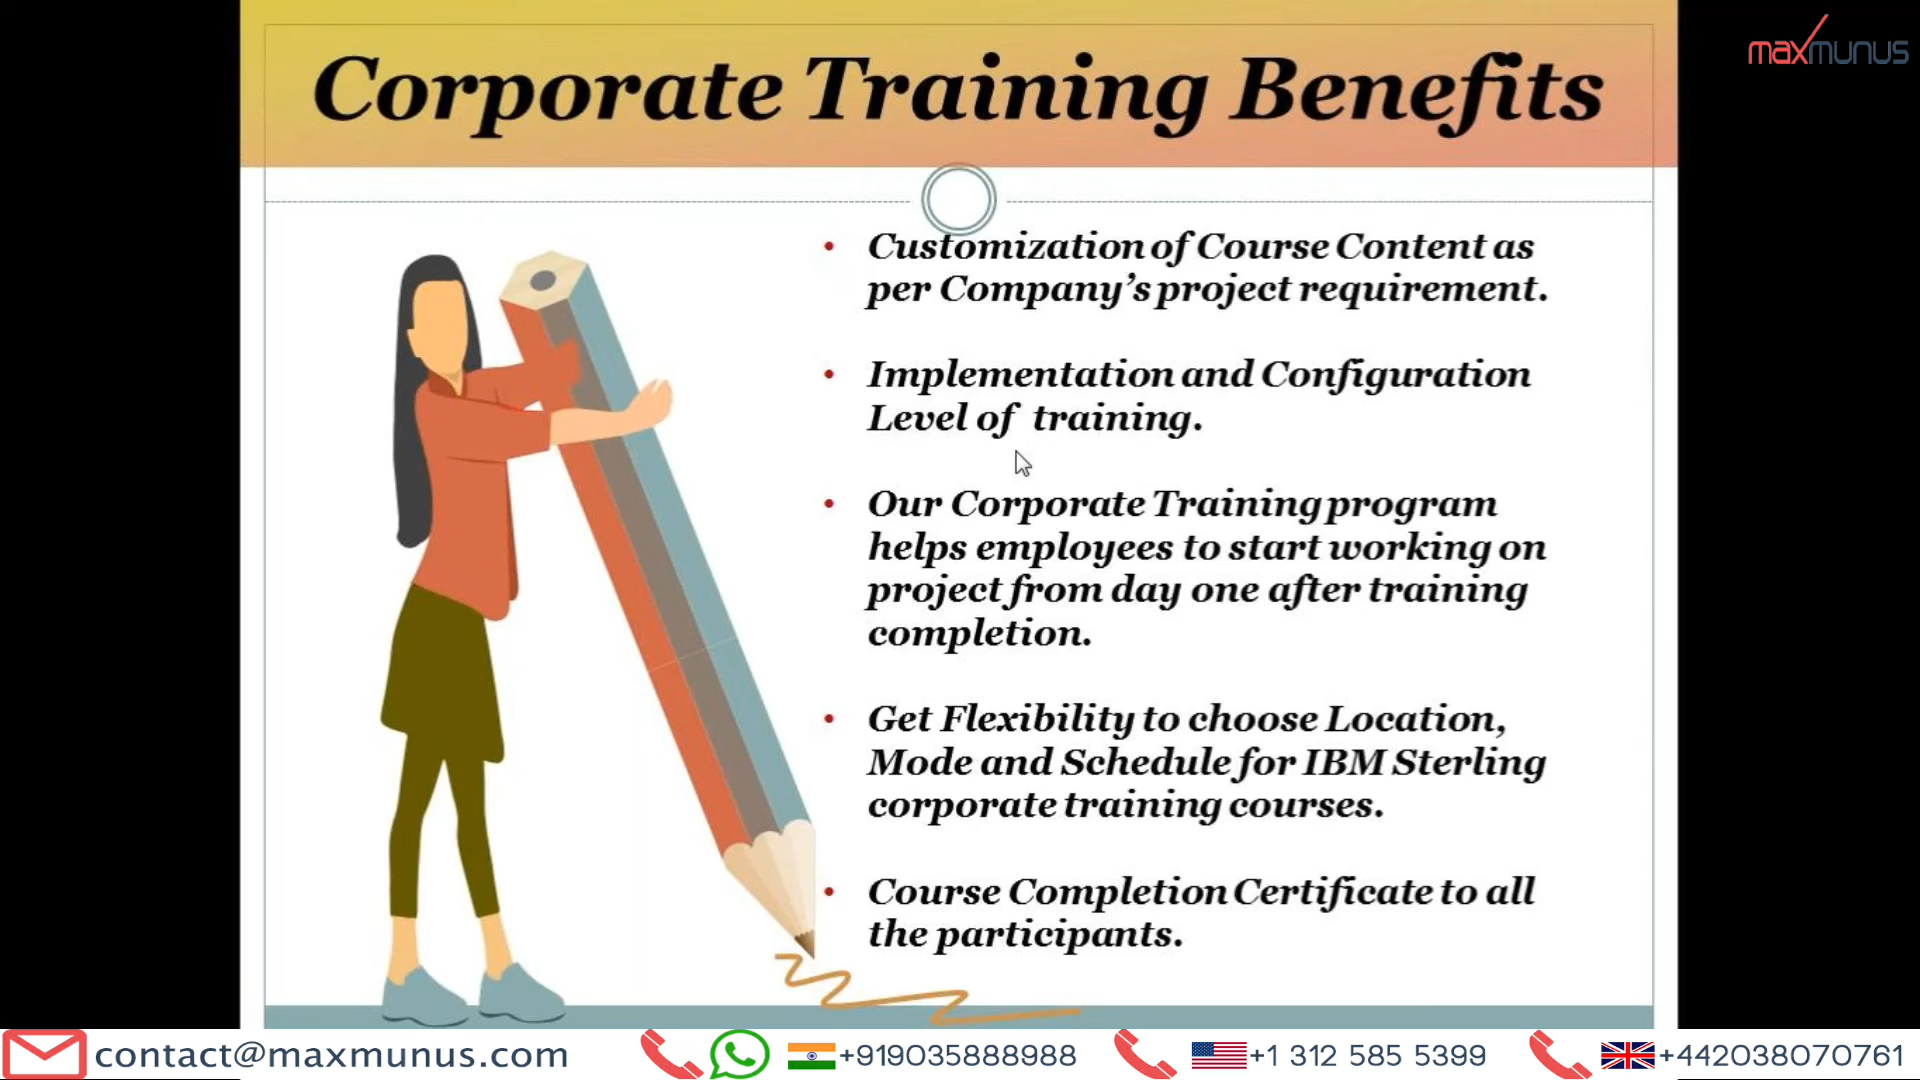 maxmunus
Corporate Training Benefits
• Customization of Course Content as
per Company's project requirement.
• Implementation and Configuration
Level of training.
• Our Corporate Training program
helps employees to start working on
project from day one after training
completion.
• Get Flexibility to choose Location,
Mode and Schedule for IBM Sterling
corporate training courses.
• Course Completion Certificate to all
the participants.
contact@maxmunus.com +919035888988 +1 312 585 5399 +442038070761